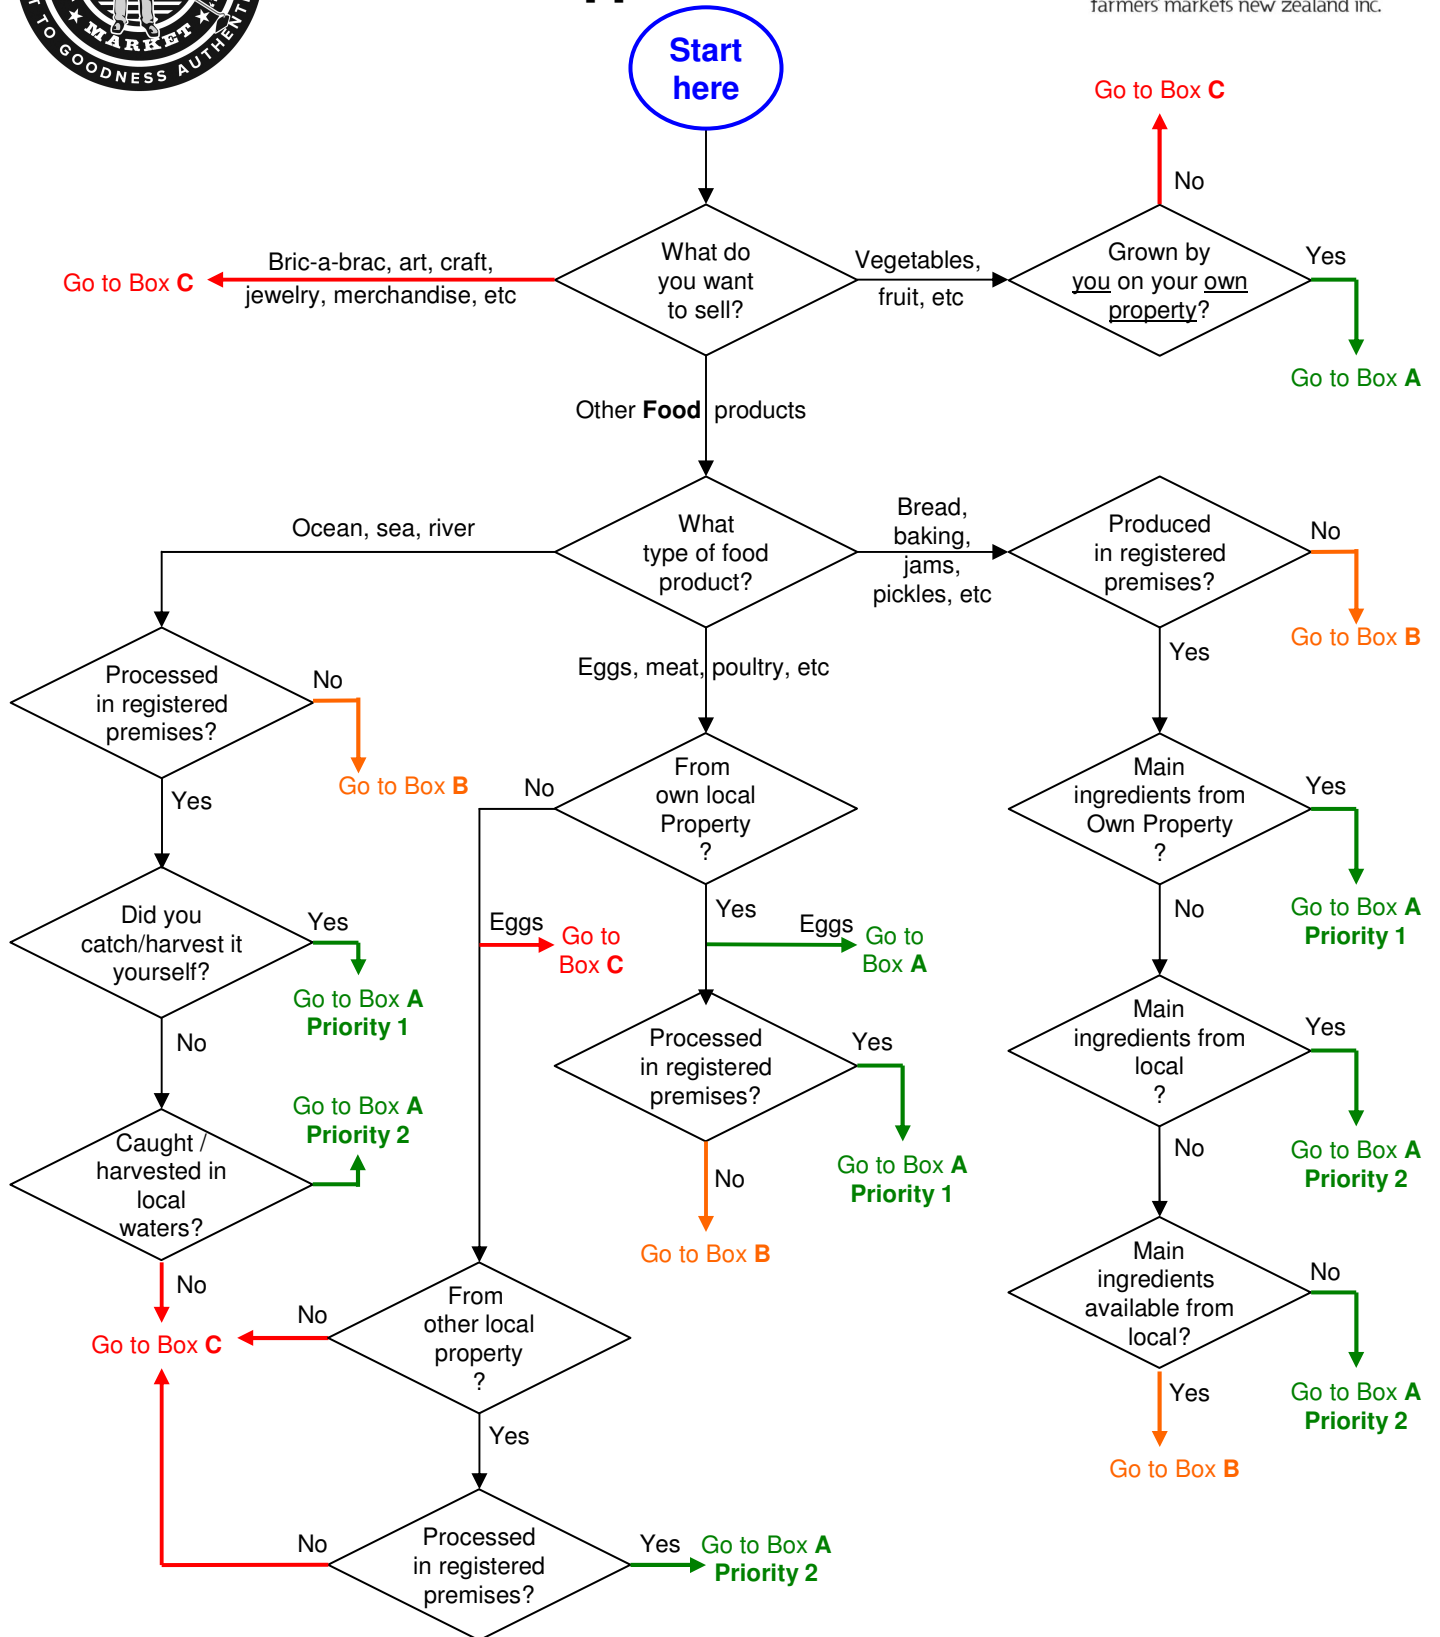 MARKET
T TO GOODNESS AUTHENTI
farmers markets new zealand inc.
Start
here
Go to Box C
No
Bric-a-brac, art, craft,
jewelry, merchandise, etc
Go to Box C
What do
you want
to sell?
Vegetables,
fruit, etc
Grown by
you on your own
property?
Yes
Go to Box A
Other Food products
Ocean, sea, river
What
type of food
product?
Bread,
baking,
jams,
pickles, etc
Produced
in registered
premises?
No
Go to Box B
Yes
Eggs, meat, poultry, etc
Processed
in registered
premises?
No
Go to Box B
Yes
From
own local
Property
?
No
Yes
Main
ingredients from
Own Property
?
Yes
Go to Box A
Priority 1
No
Did you
catch/harvest it
yourself?
Yes
Go to Box A
Priority 1
No
Eggs
Go to
Box C
Eggs
Go to
Box A
Processed
in registered
premises?
Yes
Go to Box A
Priority 1
No
Go to Box B
Main
ingredients from
local
?
Yes
Go to Box A
Priority 2
No
Go to Box A
Priority 2
Caught /
harvested in
local
waters?
No
Go to Box C
Main
ingredients
available from
local?
No
Go to Box A
Priority 2
Yes
Go to Box B
From
other local
property
?
No
Yes
Processed
in registered
premises?
No
Yes
Go to Box A
Priority 2